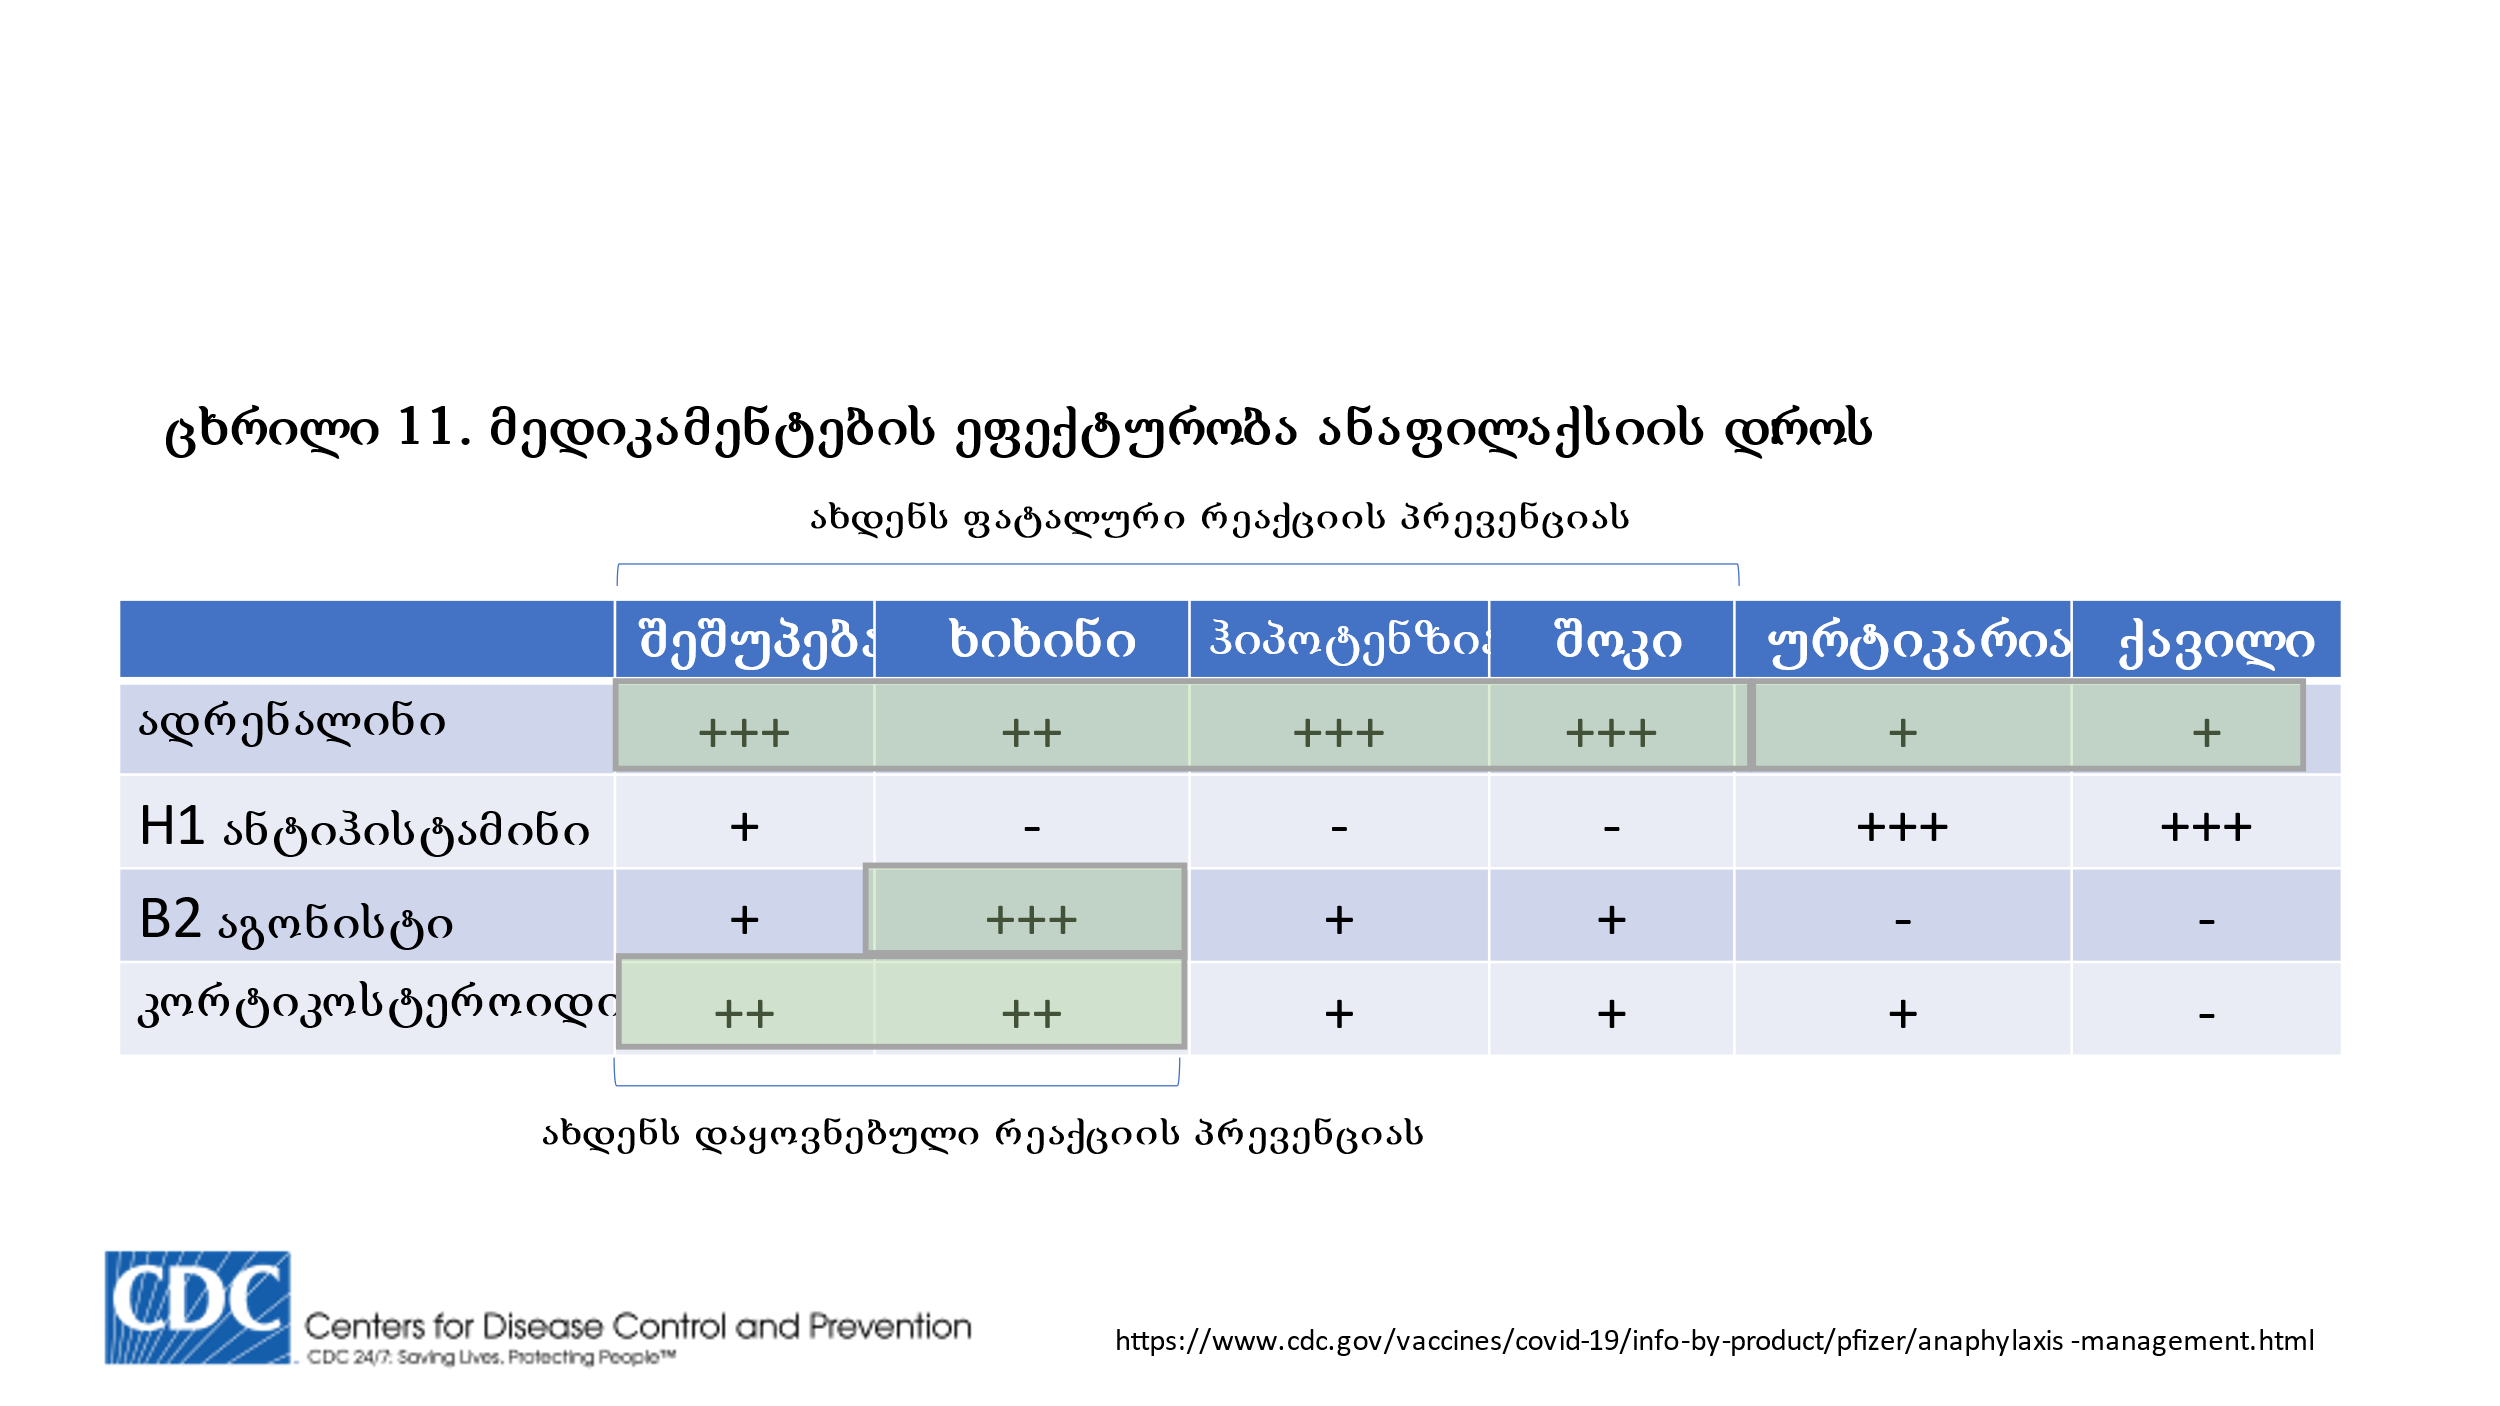 ცხრილი 11. მედიკამენტების ეფექტურობა ანაფილაქსიის დროს
ახდენს ფატალური რეაქციის პრევენციას
შეშუპება ხიხინი ჰიპოტენზია შოკი ურტიკარია ქავილი
ადრენალინი +++ ++ +++ +++ + +
H1 ანტიჰისტამინი + - - - +++ +++
B2 აგონისტი + +++ + + - -
კორტიკოსტეროიდი ++ ++ + + + -
ახდენს დაყოვნებული რეაქციის პრევენციას
CDC Centers for Disease Control and Prevention
CDC 24/7: Saving Lives. Protecting People™
https://www.cdc.gov/vaccines/covid-19/info-by-product/pfizer/anaphylaxis -management.html